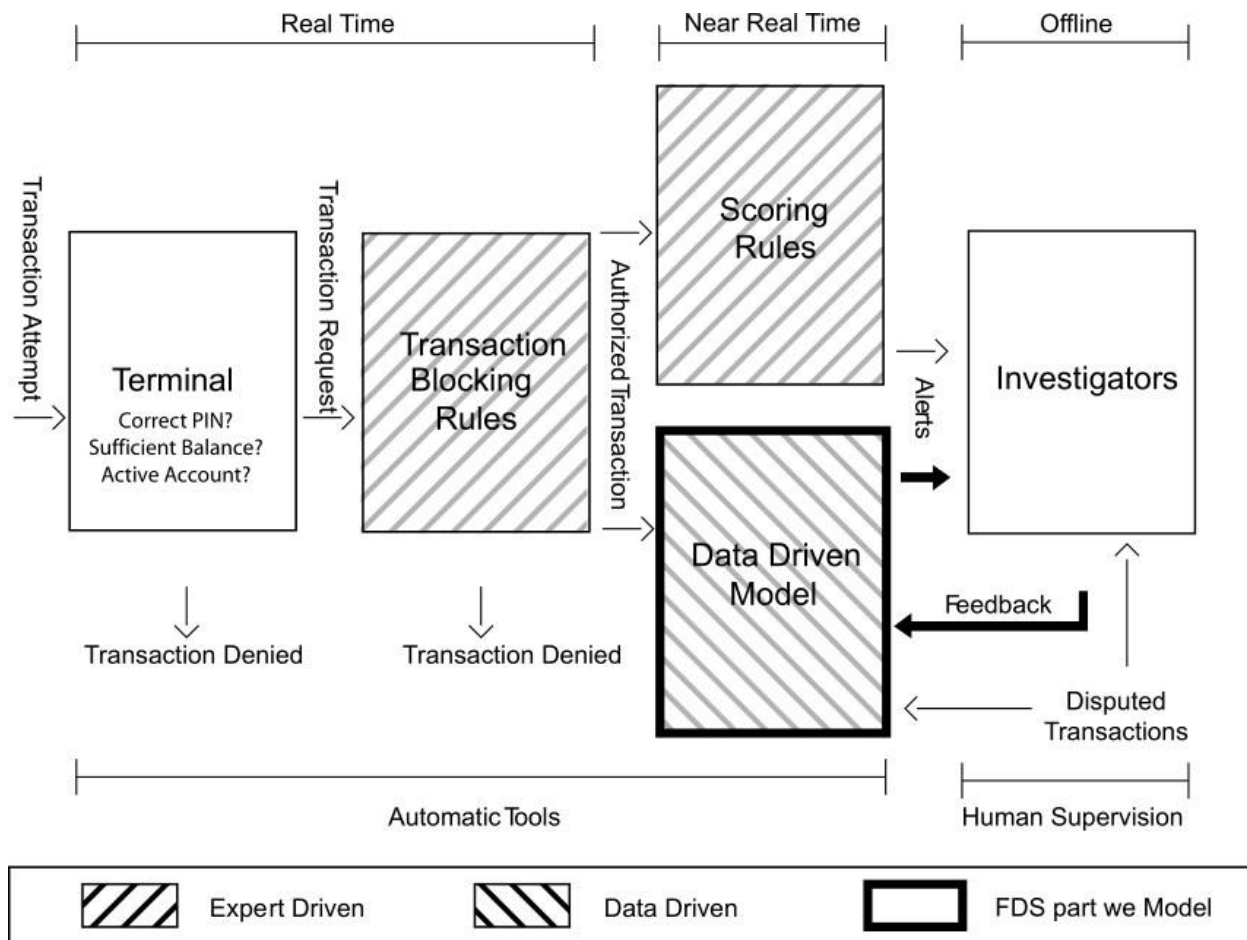 Real Time
Near Real Time
Offline
Transaction Attempt
Terminal
Correct PIN?
Sufficient Balance?
Active Account?
Transaction Request
Transaction
Blocking
Rules
Authorized Transaction
Scoring
Rules
Data Driven
Model
Alerts
Investigators
Feedback
Disputed
Transactions
Transaction Denied
Transaction Denied
Automatic Tools
Human Supervision
Expert Driven
Data Driven
FDS part we Model